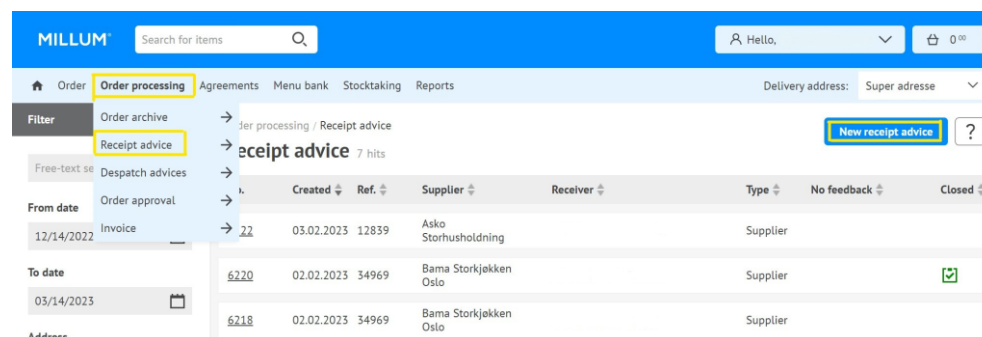 MILLUM
Search for items
Hello,
0 00
Order Order processing Agreements Menu bank Stocktaking Reports
Delivery address: Super adresse
Filter
Order archive
Receipt advice
Despatch advices
Order approval
Invoice
processing / Receipt advice
New receipt advice
?
advice 7 hits
Free-text
From date
12/14/2022
To date
03/14/2023
Address
Created Ref. Supplier Receiver Type No feedback Closed
22 03.02.2023 12839 Asko Supplier
Storhusholdning
6220 02.02.2023 34969 Bama Storkjøkken Supplier
Oslo
6218 02.02.2023 34969 Bama Storkjøkken Supplier
Oslo